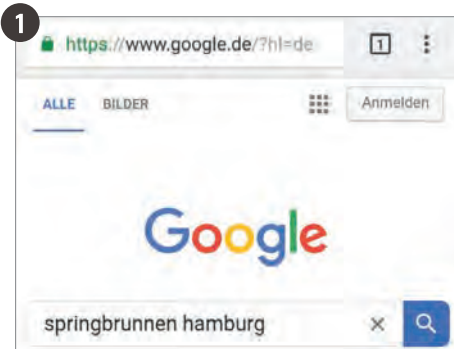 1
https://www.google.de/?hl=de 1
ALLE BILDER Anmelden
Google
springbrunnen hamburg ×